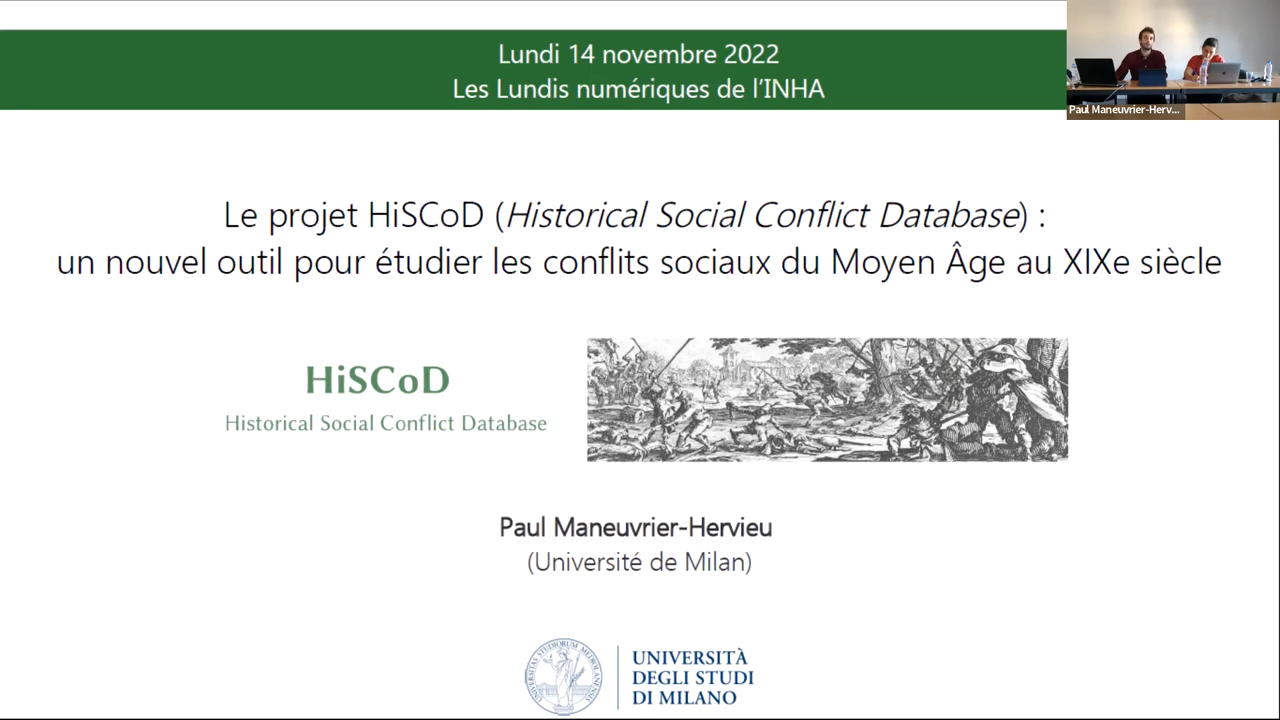 Lundi 14 novembre 2022
Les Lundis numériques de l'INHA
Paul Maneuvrier-Herv...
Le projet HiSCoD (Historical Social Conflict Database) :
un nouvel outil pour étudier les conflits sociaux du Moyen Âge au XIXe siècle
HiSCoD
Historical Social Conflict Database
Paul Maneuvrier-Hervieu
(Université de Milan)
UNIVERSITÀ
DEGLI STUDI
DI MILANO